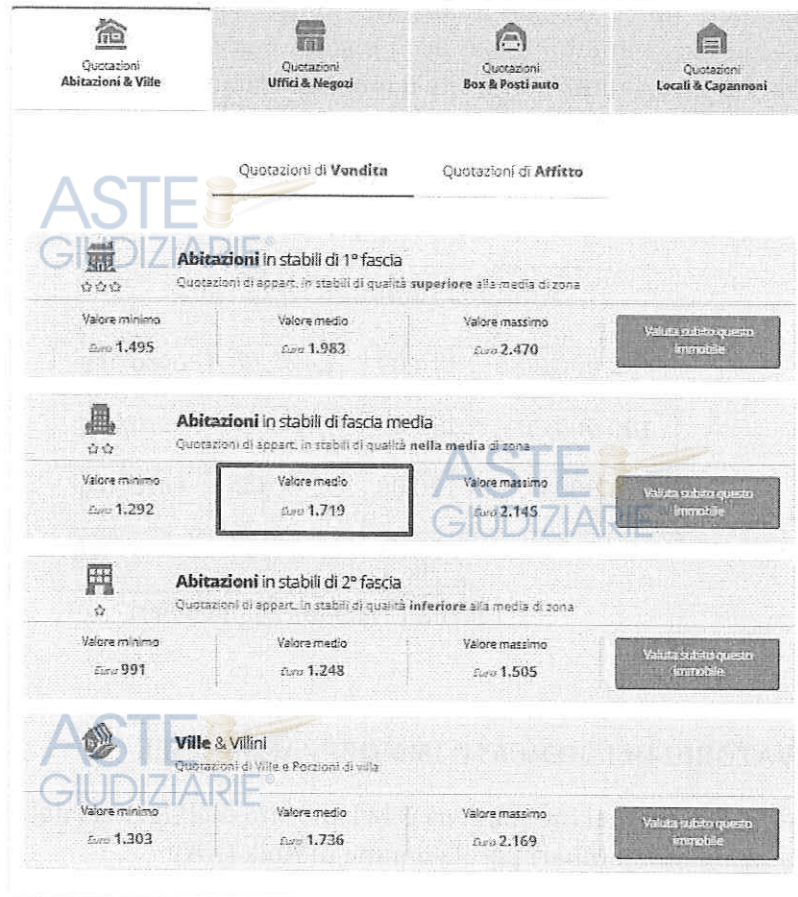 Quotazioni
Abitazioni & Ville
Quotazioni
Uffici & Negozi
Quotazioni
Box & Posti auto
Quotazioni
Locali & Capannoni
Quotazioni di Vendita
Quotazioni di Affitto
ASTE
GIUDIZIARIE®
Abitazioni in stabili di 1° fascia
Quotazioni di appart. in stabili di qualità superiore alla media di zona
Valore minimo
Euro 1.495
Valore medio
Euro 1.983
Valore massimo
Euro 2.470
Valuta subito questo
immobile
Abitazioni in stabili di fascia media
Quotazioni di appart. in stabili di qualità nella media di zona
Valore minimo
Euro 1.292
Valore medio
Euro 1.719
Valore massimo
Euro 2.145
Valuta subito questo
immobile
ASTE
GIUDIZIARIE®
Abitazioni in stabili di 2° fascia
Quotazioni di appart. in stabili di qualità inferiore alla media di zona
Valore minimo
Euro 991
Valore medio
Euro 1.248
Valore massimo
Euro 1.505
Valuta subito questo
immobile
ASTE
GIUDIZIARIE®
Ville & Villini
Quotazioni di Ville e Porzioni di villa
Valore minimo
Euro 1.303
Valore medio
Euro 1.736
Valore massimo
Euro 2.169
Valuta subito questo
immobile